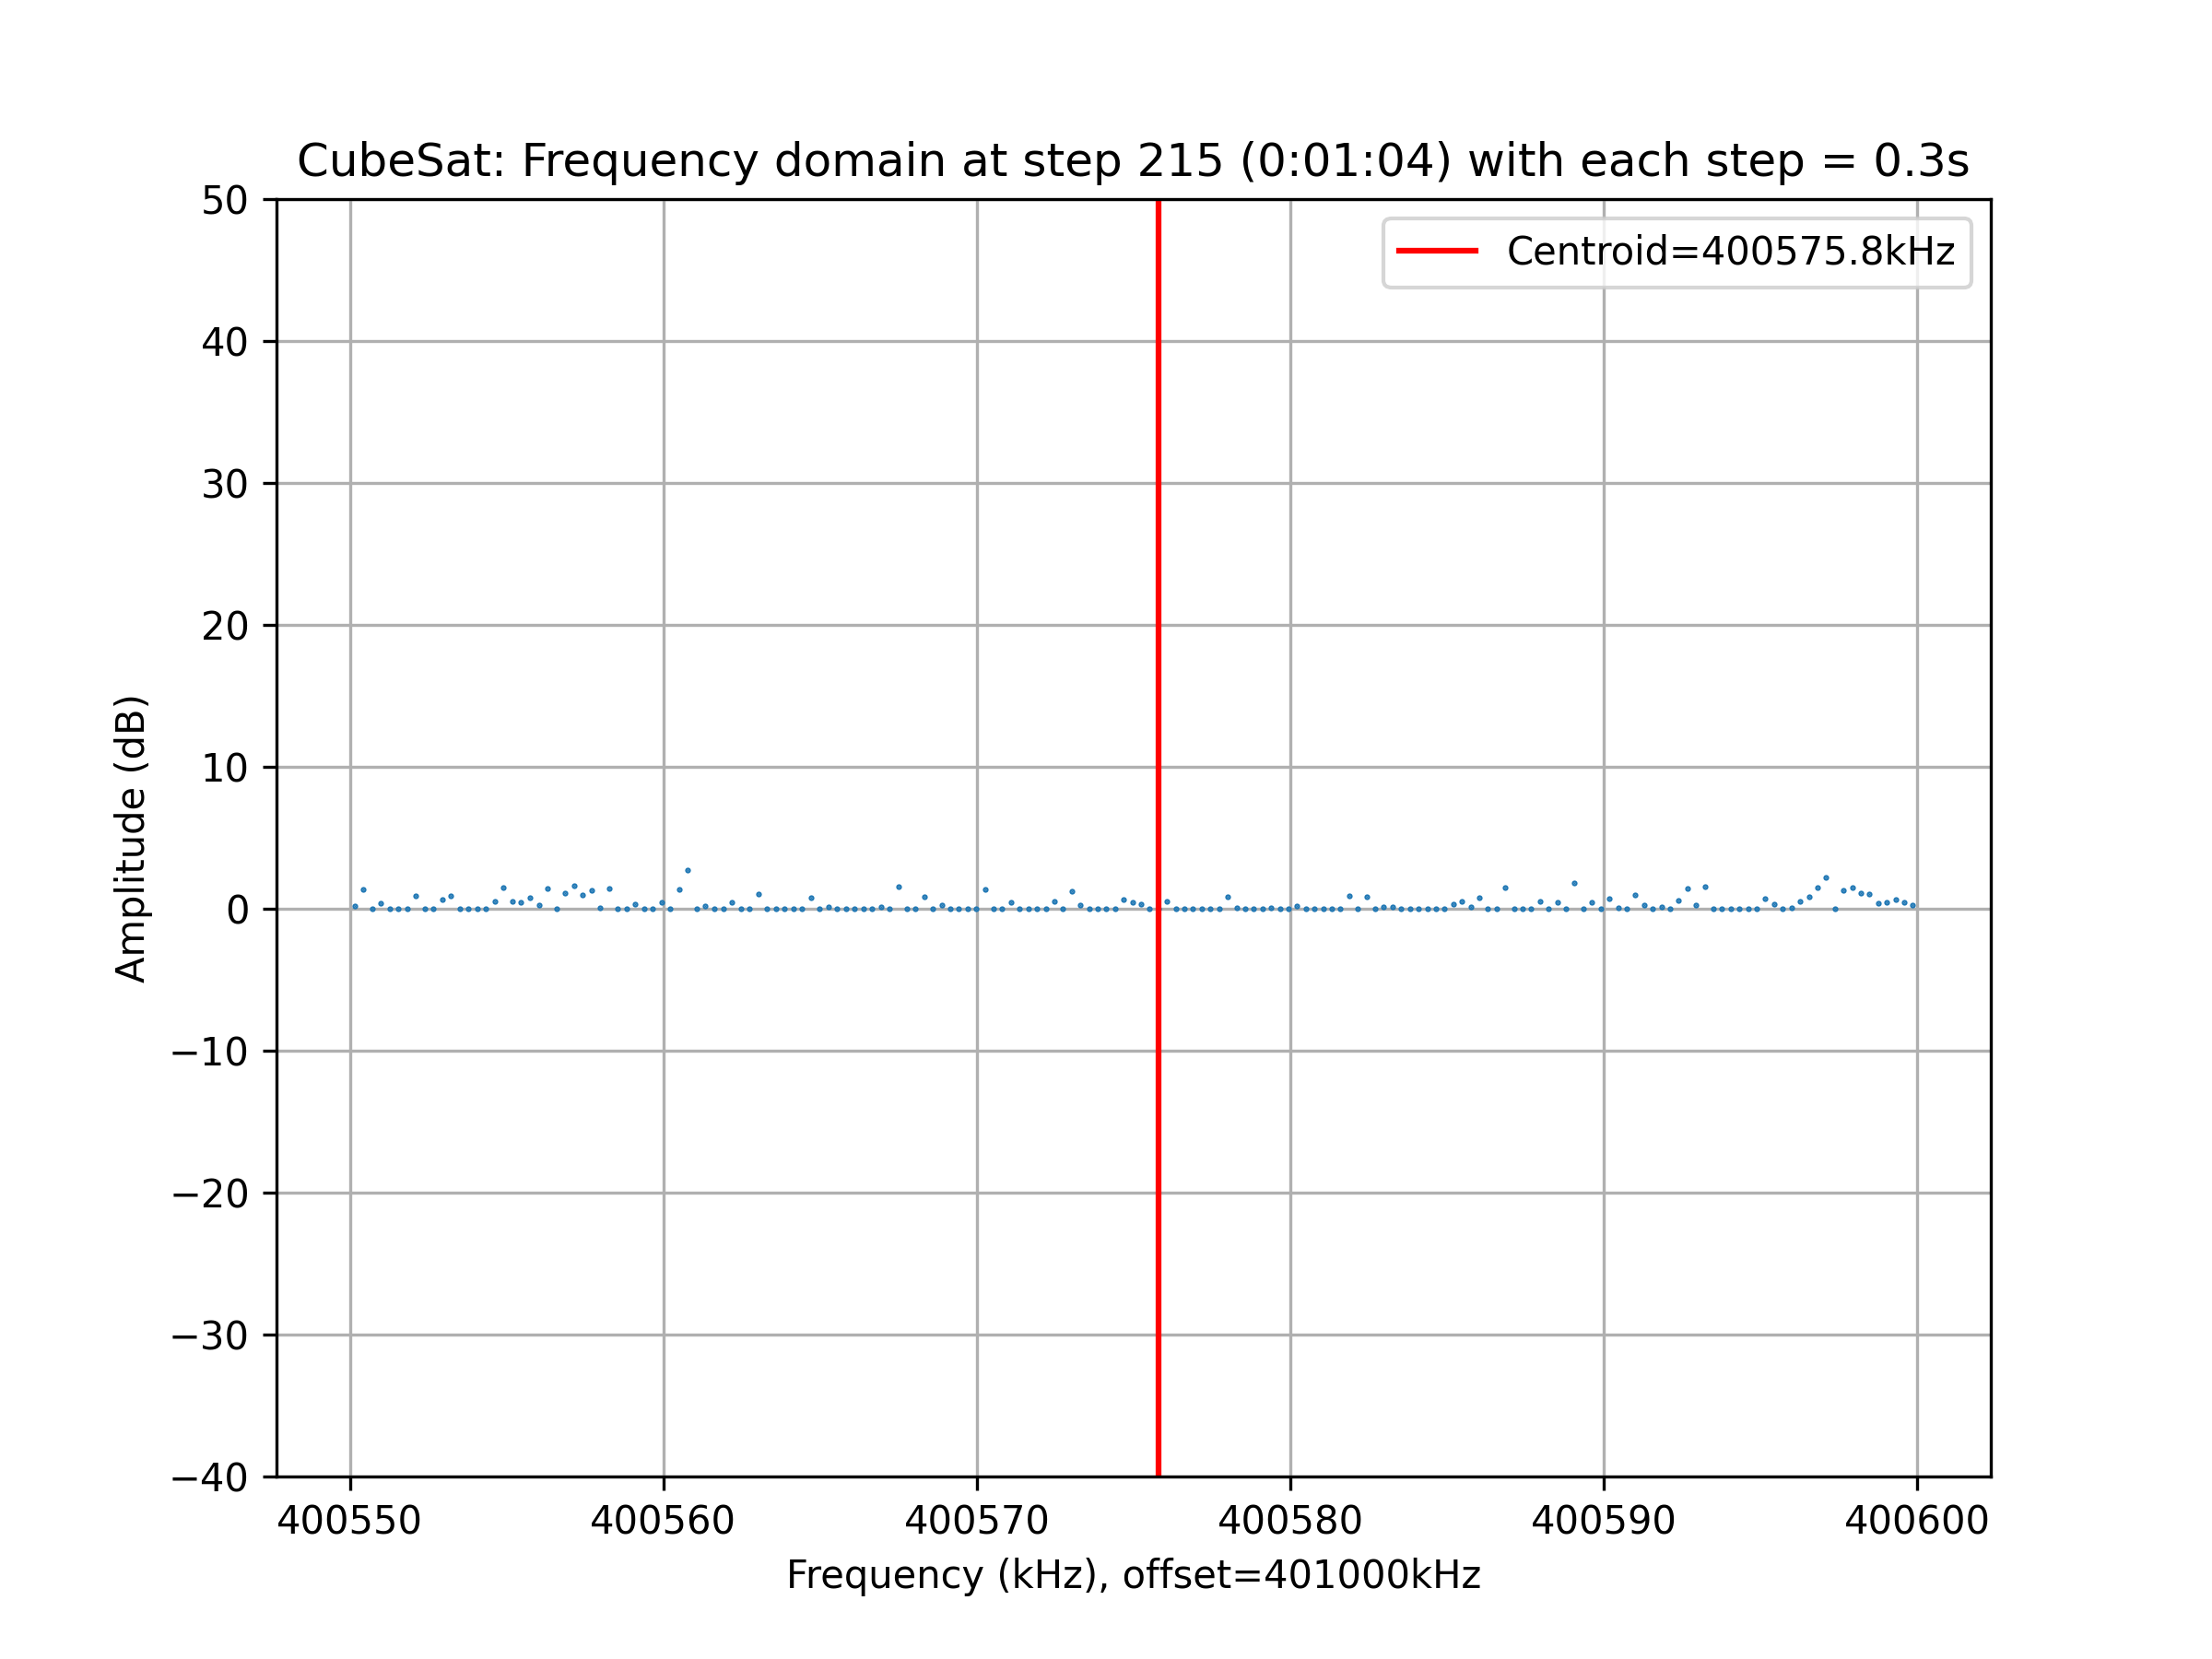 CubeSat: Frequency domain at step 215 (0:01:04) with each step = 0.3s
Centroid=400575.8kHz
50
40
30
20
10
0
−10
−20
−30
−40
Amplitude (dB)
400550 400560 400570 400580 400590 400600
Frequency (kHz), offset=401000kHz